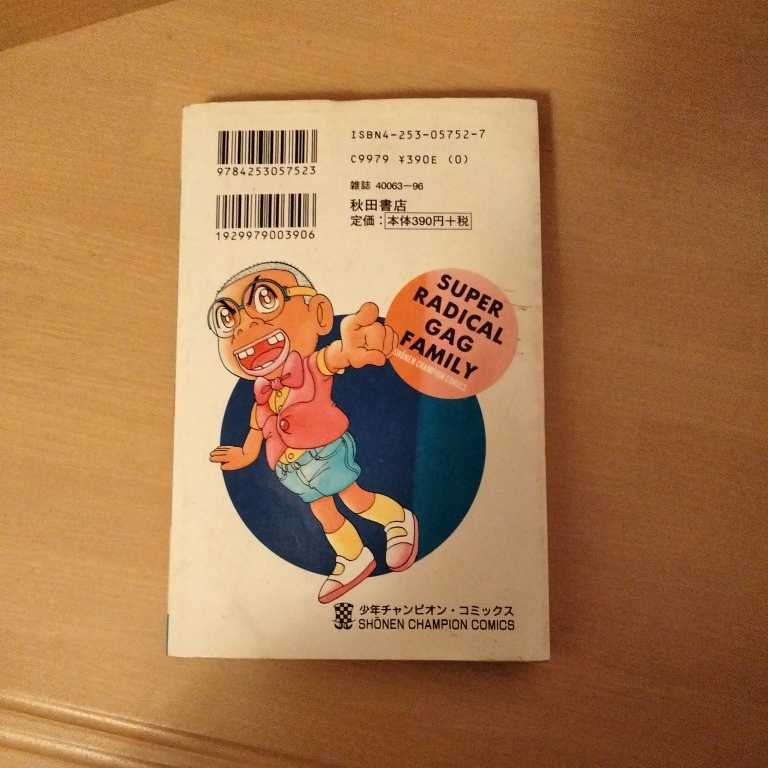 ISBN4-253-05752-7
C9979 ¥390E (0)
9784253057523
雑誌 40063-96
秋田書店
定価:本体390円+税
1929979003906
SUPER
RADICAL
GAG
FAMILY
SHŌNEN CHAMPION COMICS
少年チャンピオン・コミックス
SHŌNEN CHAMPION COMICS